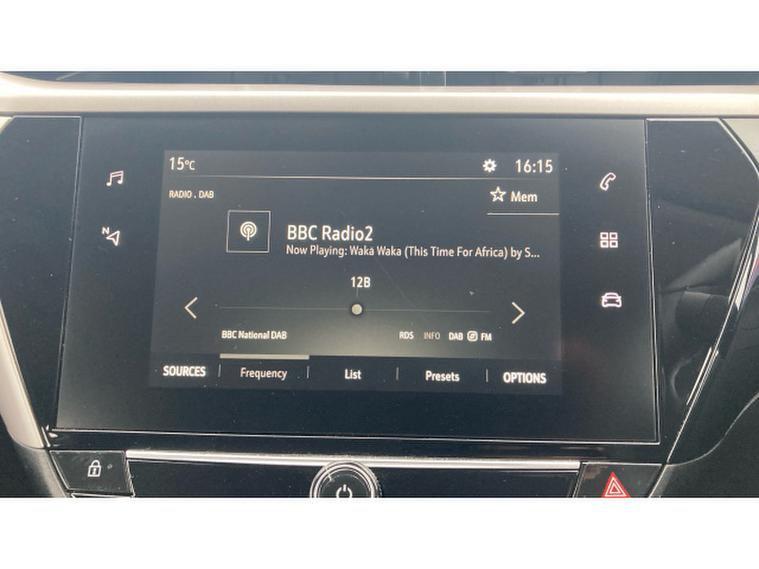 15°C 16:15
RADIO . DAB Mem
BBC Radio2
Now Playing: Waka Waka (This Time For Africa) by S...
12B
N
BBC National DAB RDS INFO DAB FM
SOURCES Frequency List Presets OPTIONS